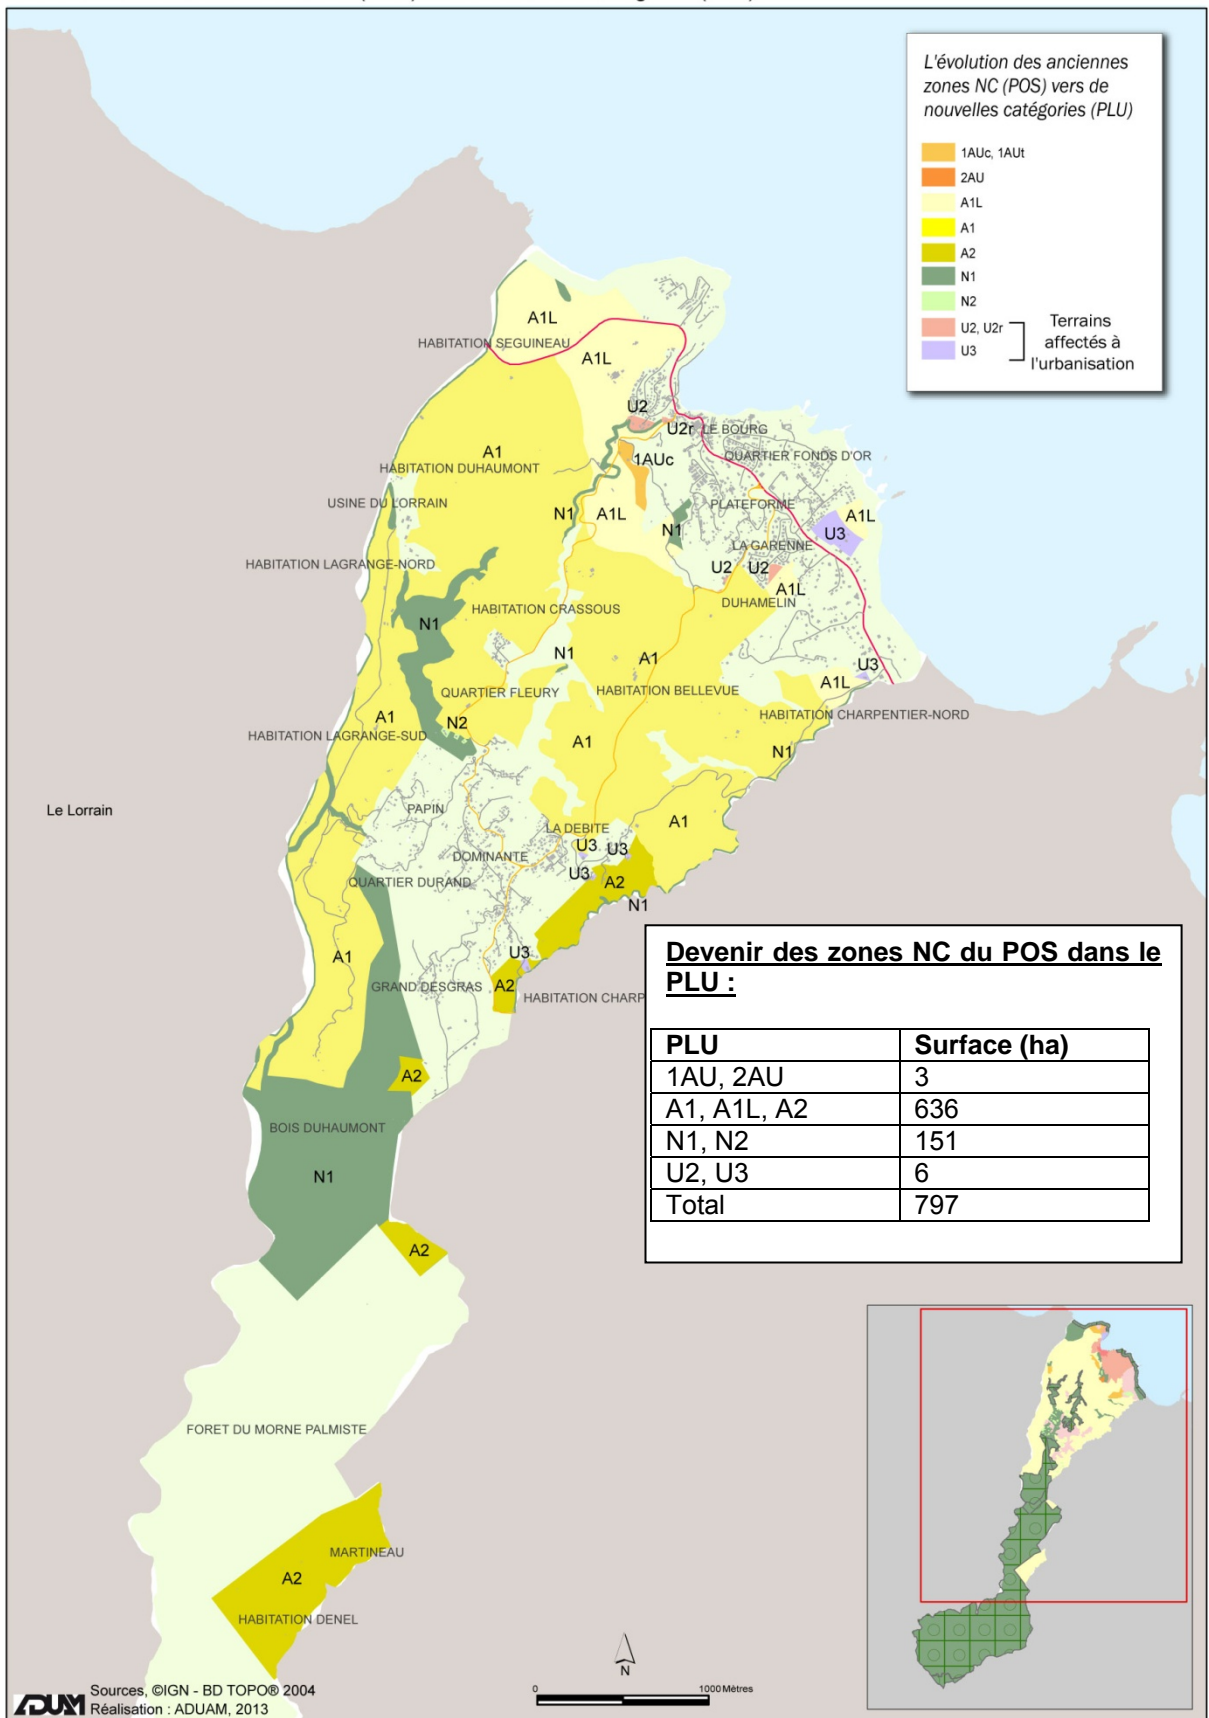 L'évolution des anciennes
zones NC (POS) vers de
nouvelles catégories (PLU)
1AUc, 1AUt
2AU
A1L
A1
A2
N1
N2
U2, U2r
U3
Terrains
affectés à
l'urbanisation
A1L
HABITATION SEGUINEAU
A1L
U2
U2r
LE BOURG
1AUc
QUARTIER FONDS D'OR
A1
HABITATION DUHAUMONT
USINE DU LORRAIN
N1
A1L
N1
PLATEFORME
A1L
U3
LA GARENNE
HABITATION LAGRANGE-NORD
U2
U2
A1L
DUHAMELIN
HABITATION CRASSOUS
N1
N1
A1
U3
A1L
QUARTIER FLEURY
HABITATION BELLEVUE
A1
N2
HABITATION CHARPENTIER-NORD
HABITATION LAGRANGE-SUD
A1
N1
Le Lorrain
PAPIN
A1
LA DEBITE
U3
U3
DOMINANTE
U3
A2
QUARTIER DURAND
N1
A1
U3
GRAND DESGRAS
A2
HABITATION CHARP
Devenir des zones NC du POS dans le
PLU :
PLU Surface (ha)
1AU, 2AU 3
A1, A1L, A2 636
N1, N2 151
U2, U3 6
Total 797
A2
BOIS DUHAUMONT
N1
A2
FORET DU MORNE PALMISTE
MARTINEAU
A2
HABITATION DENEL
N
0 1000 Mètres
ADUAM
Sources, ©IGN - BD TOPO® 2004
Réalisation : ADUAM, 2013